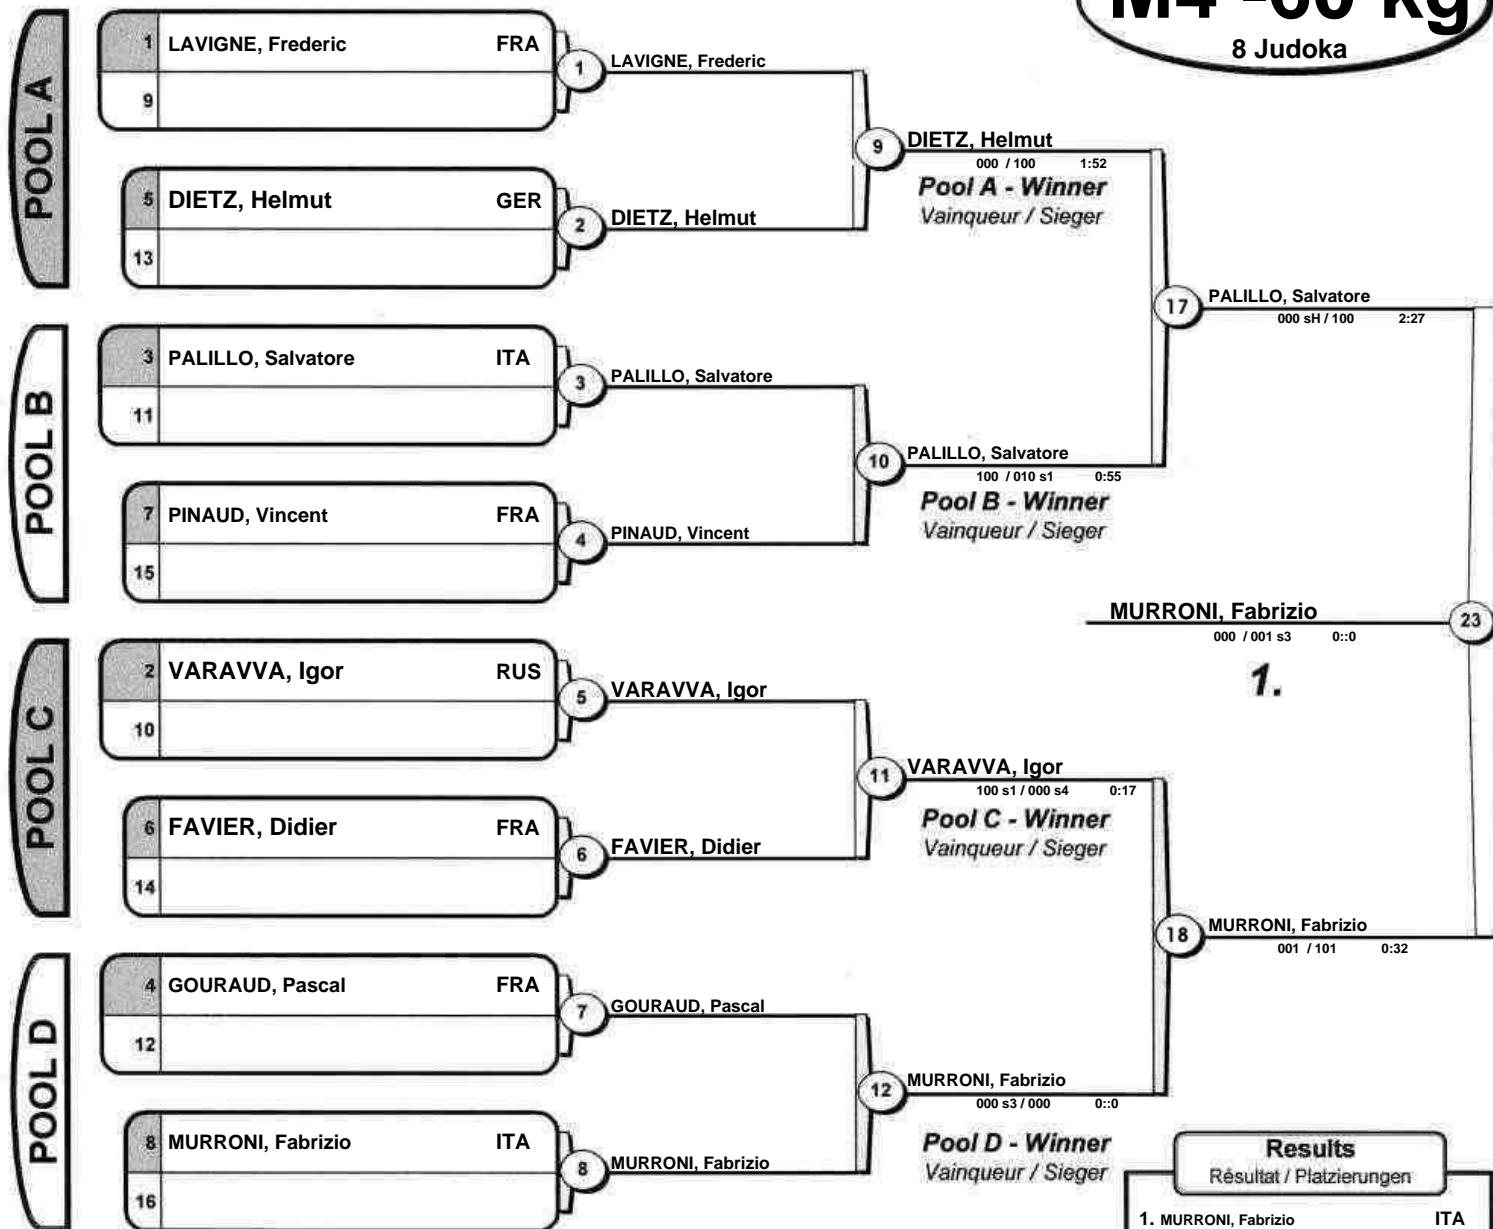 M4 -60 kg
8 Judoka
POOL A
1 LAVIGNE, Frederic FRA
9
5 DIETZ, Helmut GER
13
1 LAVIGNE, Frederic
2 DIETZ, Helmut
9 DIETZ, Helmut
000 / 100 1:52
Pool A - Winner
Vainqueur / Sieger
POOL B
3 PALILLO, Salvatore ITA
11
7 PINAUD, Vincent FRA
15
3 PALILLO, Salvatore
4 PINAUD, Vincent
10 PALILLO, Salvatore
100 / 010 s1 0:55
Pool B - Winner
Vainqueur / Sieger
17 PALILLO, Salvatore
000 sH / 100 2:27
MURRONI, Fabrizio 23
000 / 001 s3 0::0
1.
POOL C
2 VARAVVA, Igor RUS
10
6 FAVIER, Didier FRA
14
5 VARAVVA, Igor
6 FAVIER, Didier
11 VARAVVA, Igor
100 s1 / 000 s4 0:17
Pool C - Winner
Vainqueur / Sieger
POOL D
4 GOURAUD, Pascal FRA
12
8 MURRONI, Fabrizio ITA
16
7 GOURAUD, Pascal
8 MURRONI, Fabrizio
12 MURRONI, Fabrizio
000 s3 / 000 0::0
Pool D - Winner
Vainqueur / Sieger
18 MURRONI, Fabrizio
001 / 101 0:32
Results
Résultat / Platzierungen
1. MURRONI, Fabrizio ITA